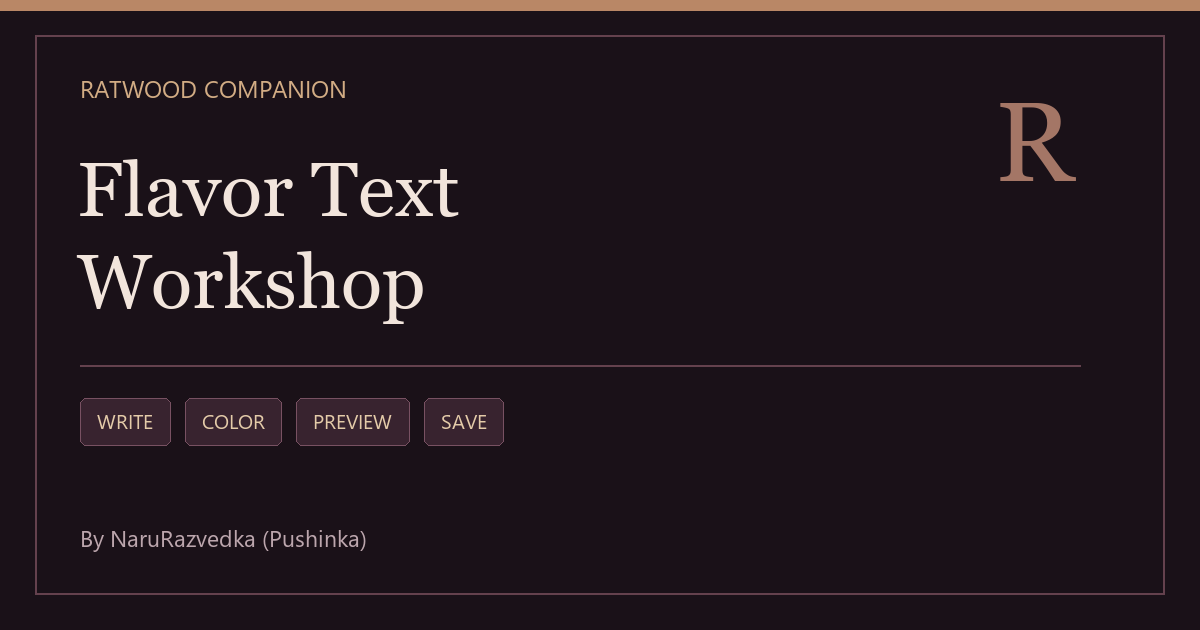 RATWOOD COMPANION
R
Flavor Text
Workshop
WRITE
COLOR
PREVIEW
SAVE
By NaruRazvedka (Pushinka)